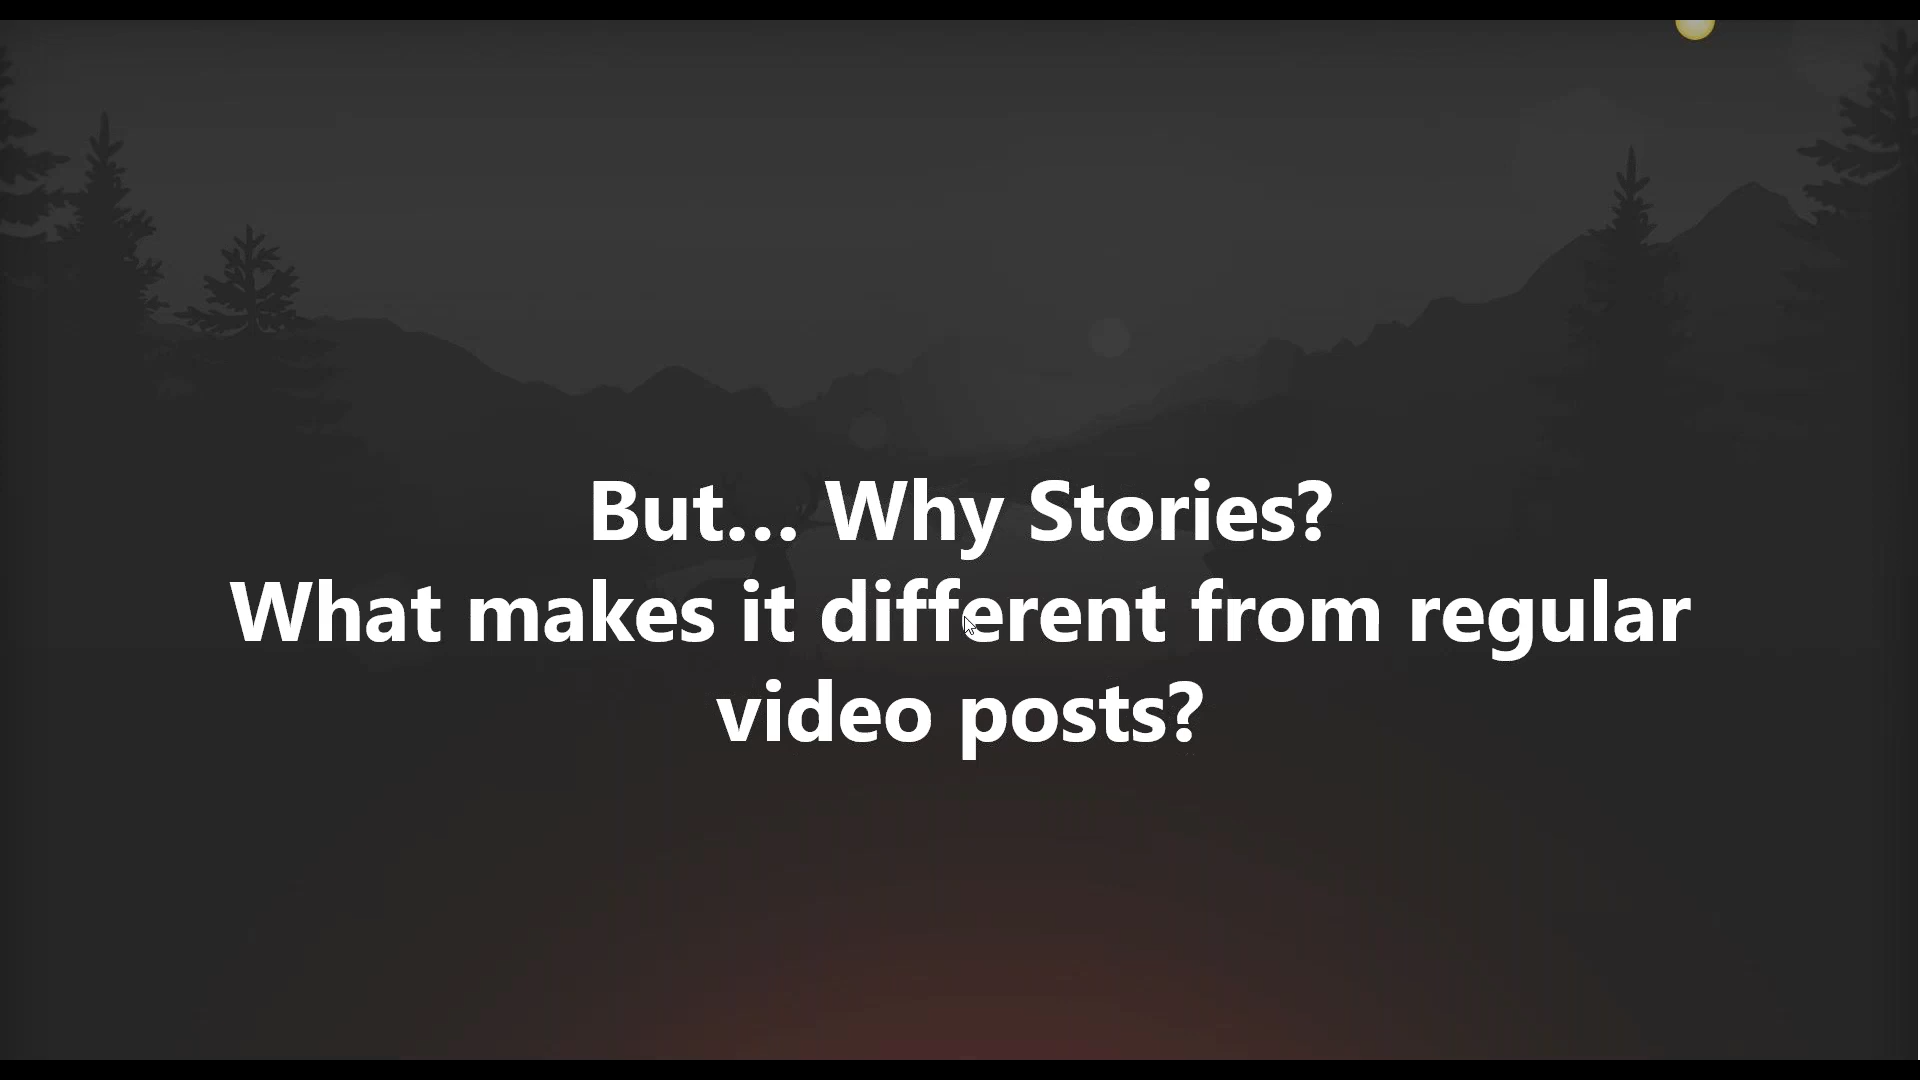 But... Why Stories?
What makes it different from regular
video posts?